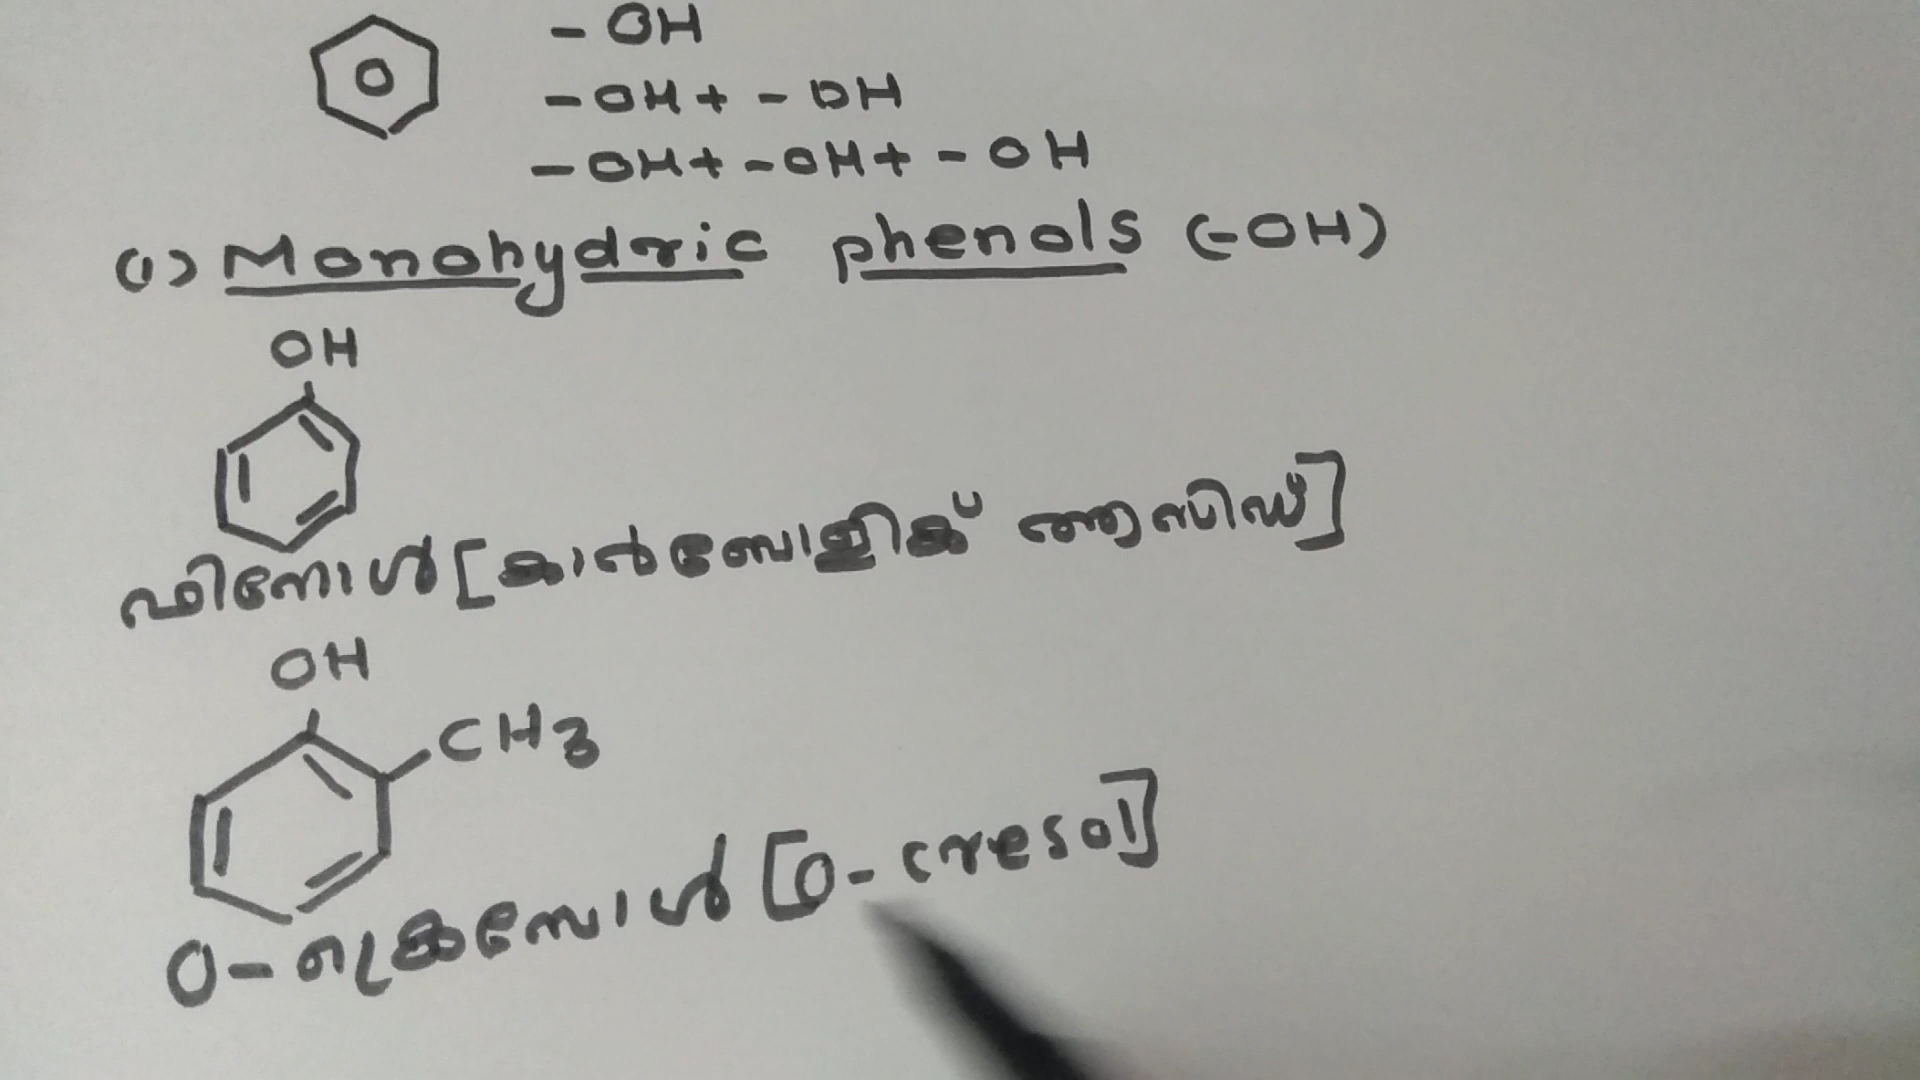 -OH
-OH+ -OH
-OH+ -OH+ -OH
(1) Monohydric phenols (-OH)
OH
ഫിനോൾ [കാർബോളിക് ആസിഡ്]
OH
CH3
O-ക്രെസോൾ [O-cresol]